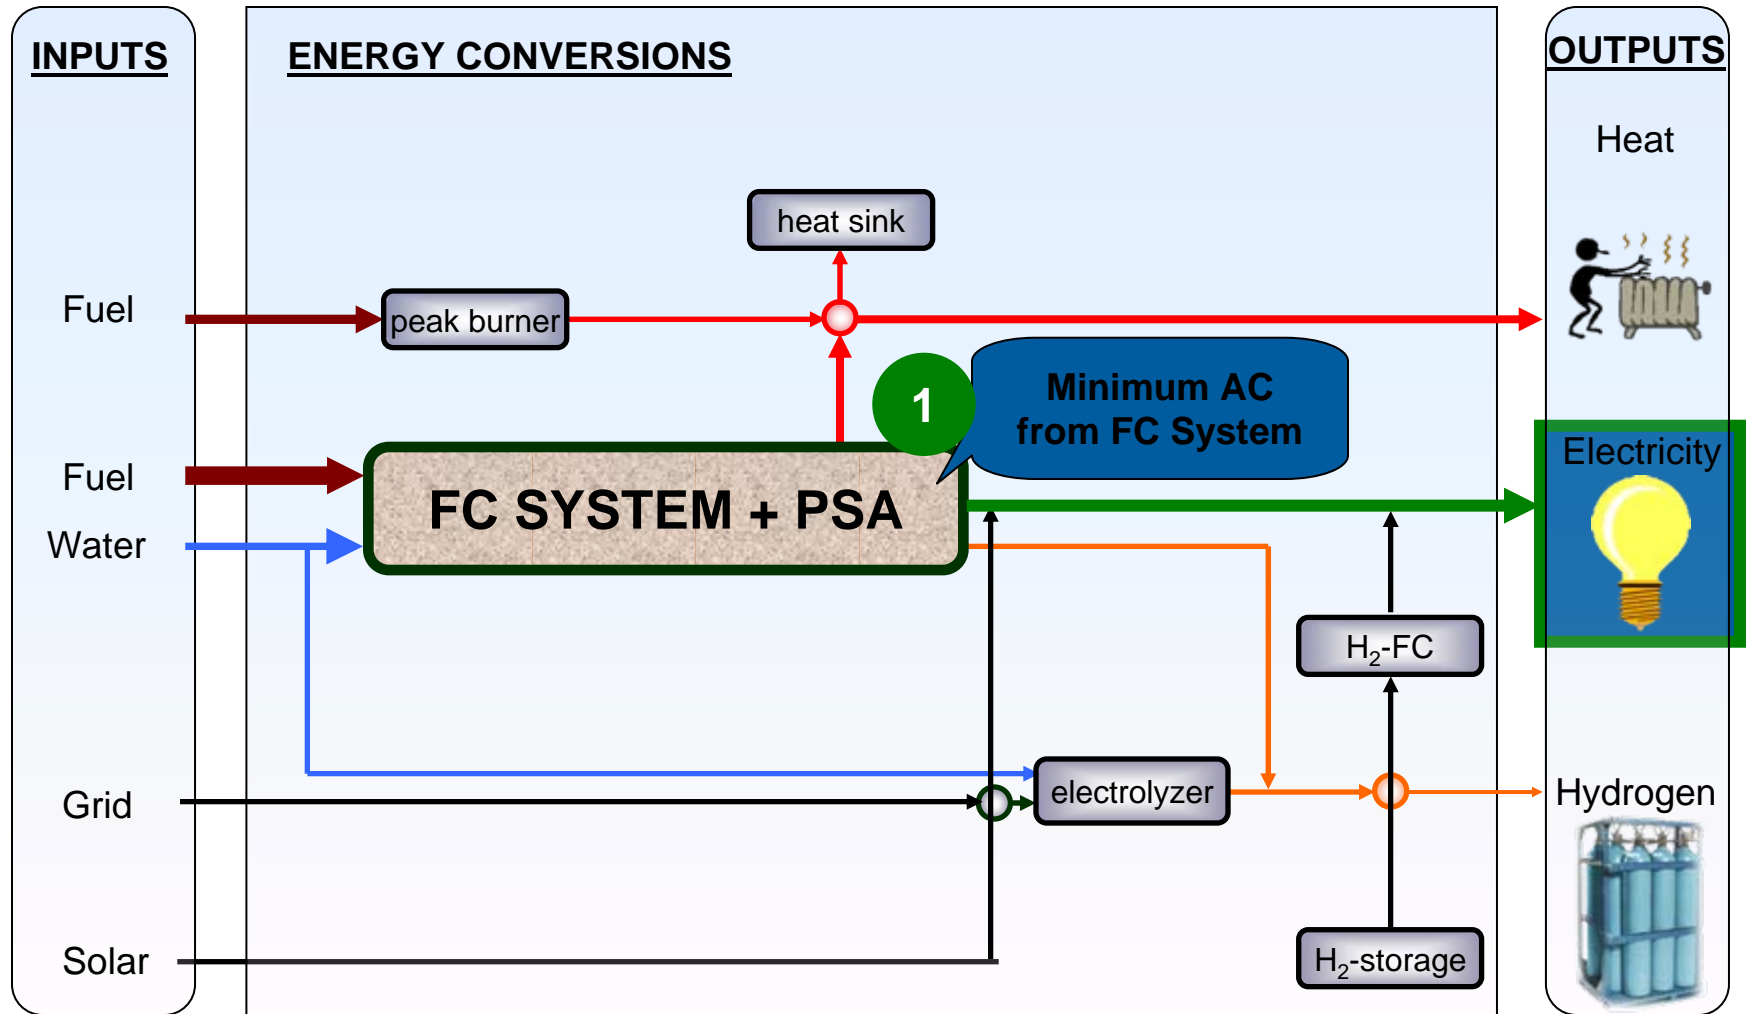 INPUTS
ENERGY CONVERSIONS
OUTPUTS
Heat
heat sink
Fuel
peak burner
1
Minimum AC
from FC System
Electricity
Fuel
FC SYSTEM + PSA
Water
H₂-FC
Grid
electrolyzer
Hydrogen
Solar
H₂-storage